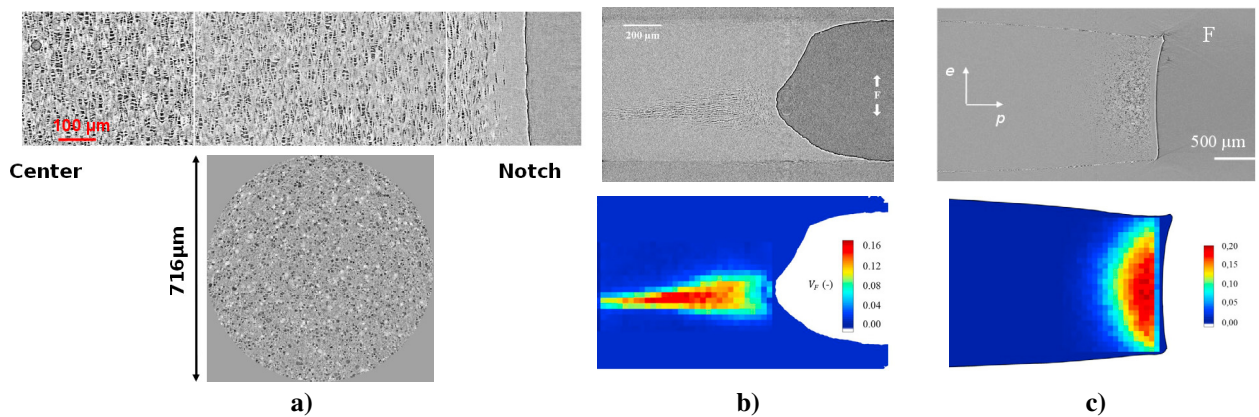 100 µm
Center
Notch
716µm
a)
200 µm
F
0.16
0.12
V_F (-)
0.08
0.04
0.00
b)
F
e
p
500 µm
0,20
0,15
0,10
0,05
0,00
c)